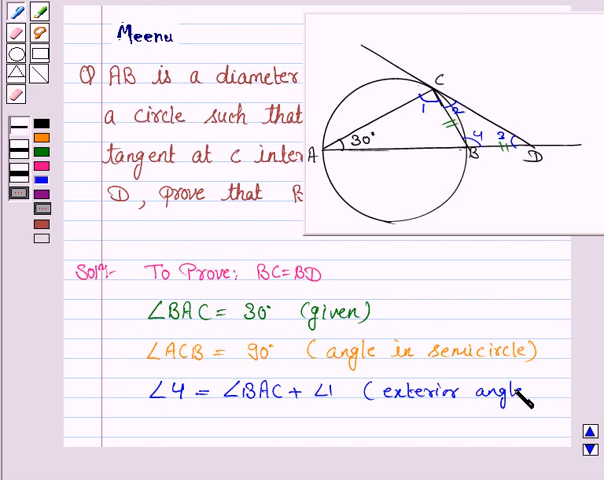 Meenu
Q AB is a diameter
a circle such that
tangent at C inter
D, prove that B
C
1 2
4 3
A 30° B D
Solⁿ:- To Prove: BC=BD
∠BAC = 30° (given)
∠ACB = 90° (angle in semicircle)
∠4 = ∠BAC + ∠1 (exterior angle